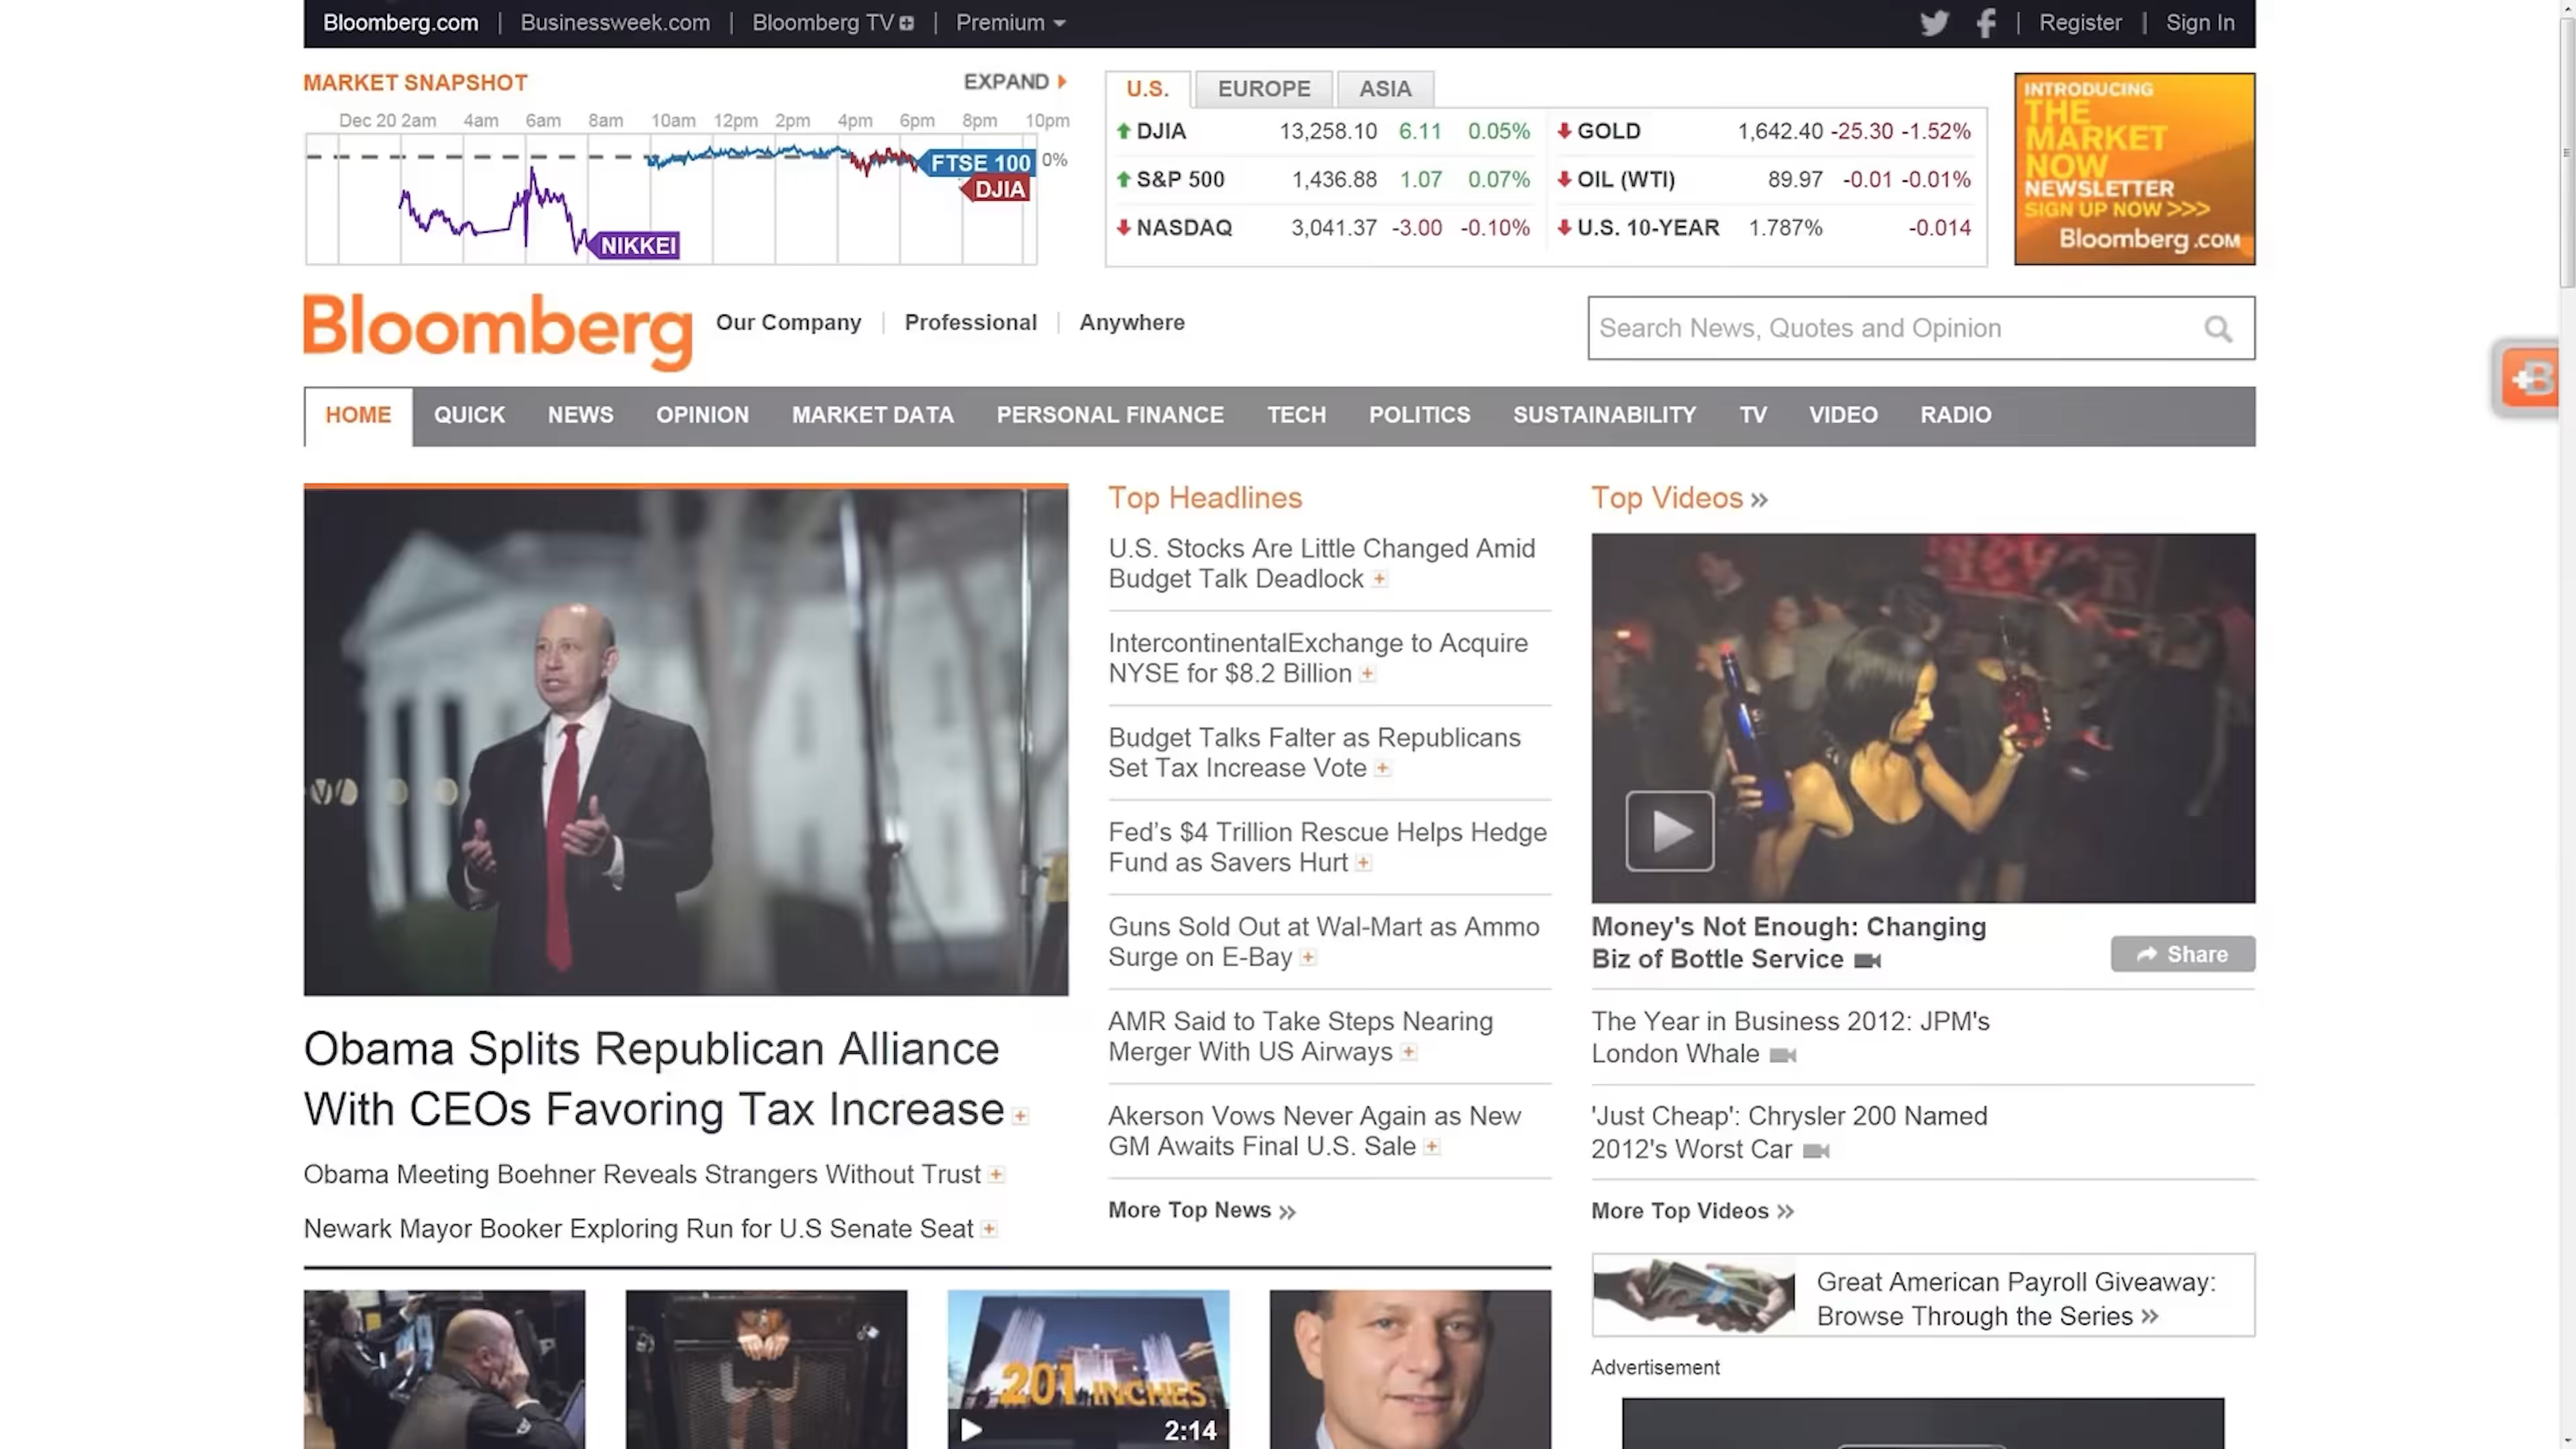 Bloomberg.com | Businessweek.com | Bloomberg TV | Premium
Register | Sign In
MARKET SNAPSHOT
EXPAND
Dec 20 2am 4am 6am 8am 10am 12pm 2pm 4pm 6pm 8pm 10pm
FTSE 100 0%
DJIA
NIKKEI
U.S. EUROPE ASIA
DJIA 13,258.10 6.11 0.05%
S&P 500 1,436.88 1.07 0.07%
NASDAQ 3,041.37 -3.00 -0.10%
GOLD 1,642.40 -25.30 -1.52%
OIL (WTI) 89.97 -0.01 -0.01%
U.S. 10-YEAR 1.787% -0.014
INTRODUCING
THE
MARKET
NOW
NEWSLETTER
SIGN UP NOW >>>
Bloomberg.COM
Bloomberg
Our Company | Professional | Anywhere
Search News, Quotes and Opinion
+B
HOME QUICK NEWS OPINION MARKET DATA PERSONAL FINANCE TECH POLITICS SUSTAINABILITY TV VIDEO RADIO
Obama Splits Republican Alliance
With CEOs Favoring Tax Increase
Obama Meeting Boehner Reveals Strangers Without Trust
Newark Mayor Booker Exploring Run for U.S Senate Seat
Top Headlines
U.S. Stocks Are Little Changed Amid
Budget Talk Deadlock
IntercontinentalExchange to Acquire
NYSE for $8.2 Billion
Budget Talks Falter as Republicans
Set Tax Increase Vote
Fed's $4 Trillion Rescue Helps Hedge
Fund as Savers Hurt
Guns Sold Out at Wal-Mart as Ammo
Surge on E-Bay
AMR Said to Take Steps Nearing
Merger With US Airways
Akerson Vows Never Again as New
GM Awaits Final U.S. Sale
More Top News »
Top Videos »
Money's Not Enough: Changing
Biz of Bottle Service
Share
The Year in Business 2012: JPM's
London Whale
'Just Cheap': Chrysler 200 Named
2012's Worst Car
More Top Videos »
Great American Payroll Giveaway:
Browse Through the Series »
Advertisement
201 INCHES
2:14